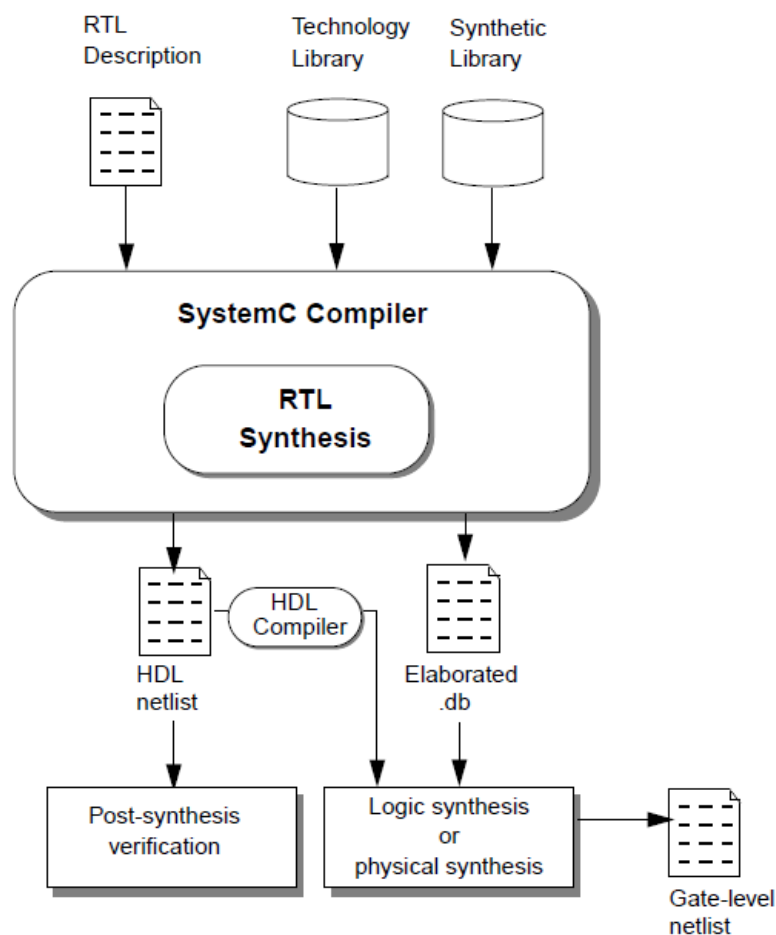 RTL
Description
Technology
Library
Synthetic
Library
SystemC Compiler
RTL
Synthesis
HDL
Compiler
HDL
netlist
Elaborated
.db
Post-synthesis
verification
Logic synthesis
or
physical synthesis
Gate-level
netlist